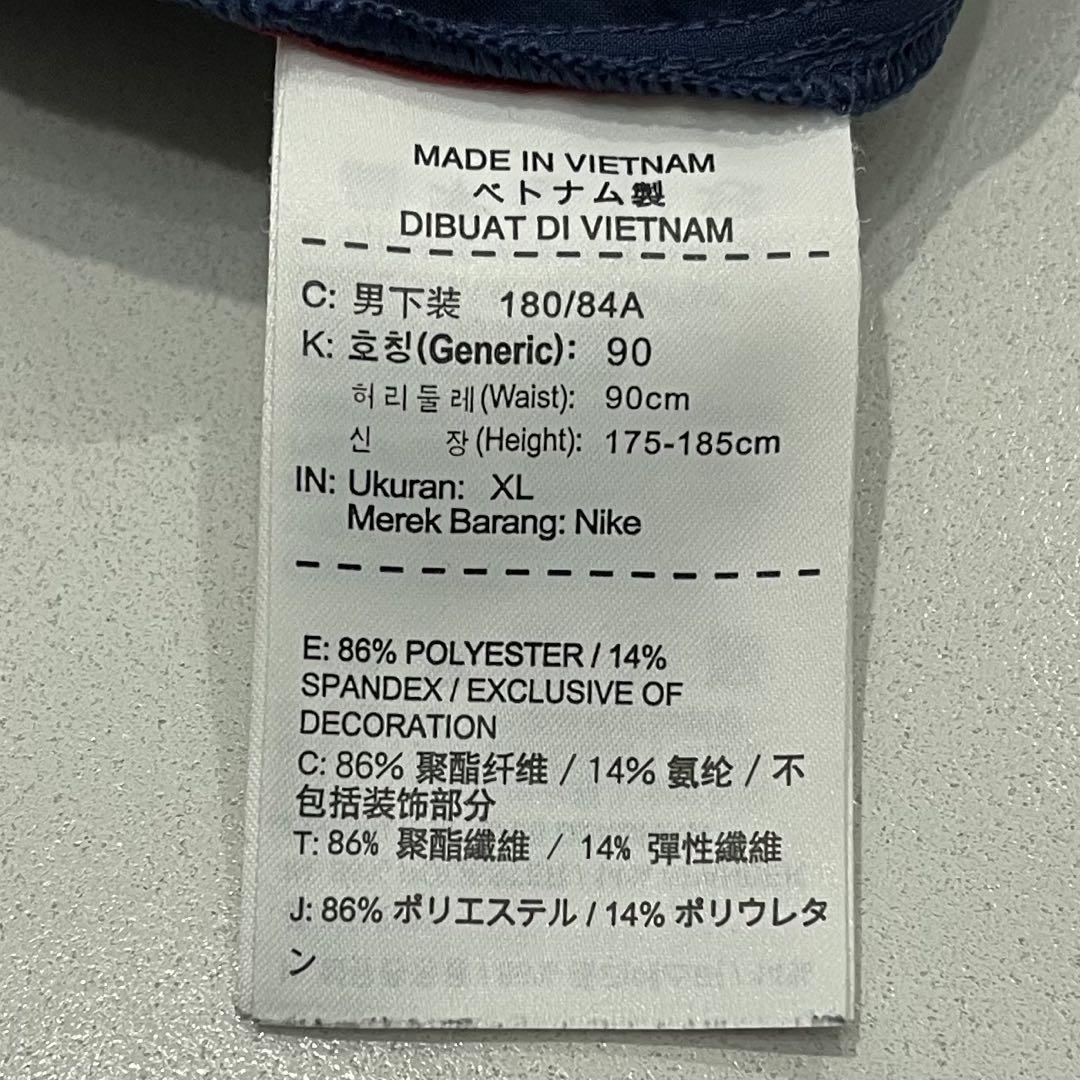 MADE IN VIETNAM
ベトナム製
DIBUAT DI VIETNAM
C: 男下装 180/84A
K: 호칭(Generic): 90
허리둘레(Waist): 90cm
신 장(Height): 175-185cm
IN: Ukuran: XL
Merek Barang: Nike
E: 86% POLYESTER / 14%
SPANDEX / EXCLUSIVE OF
DECORATION
C: 86% 聚酯纤维 / 14% 氨纶 / 不
包括装饰部分
T: 86% 聚酯纖維 / 14% 彈性纖維
J: 86% ポリエステル / 14% ポリウレタ
ン